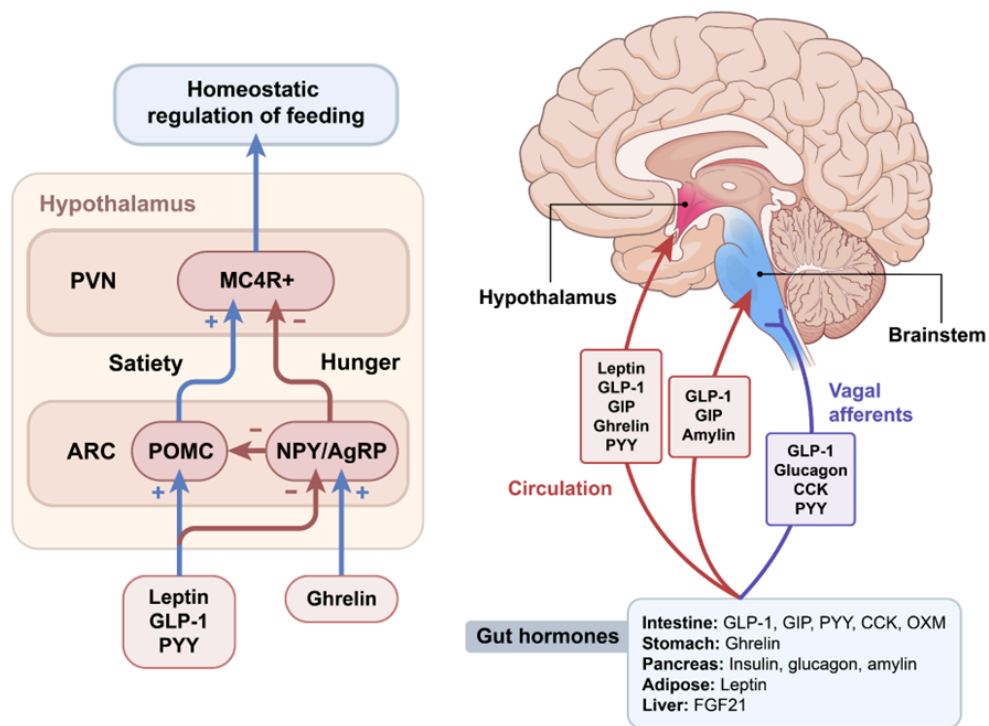 Homeostatic
regulation of feeding
Hypothalamus
PVN
MC4R+
+
−
Satiety
Hunger
ARC
POMC
−
NPY/AgRP
+
−
+
Leptin
GLP-1
PYY
Ghrelin
Hypothalamus
Brainstem
Leptin
GLP-1
GIP
Ghrelin
PYY
GLP-1
GIP
Amylin
Vagal
afferents
GLP-1
Glucagon
CCK
PYY
Circulation
Gut hormones
Intestine: GLP-1, GIP, PYY, CCK, OXM
Stomach: Ghrelin
Pancreas: Insulin, glucagon, amylin
Adipose: Leptin
Liver: FGF21